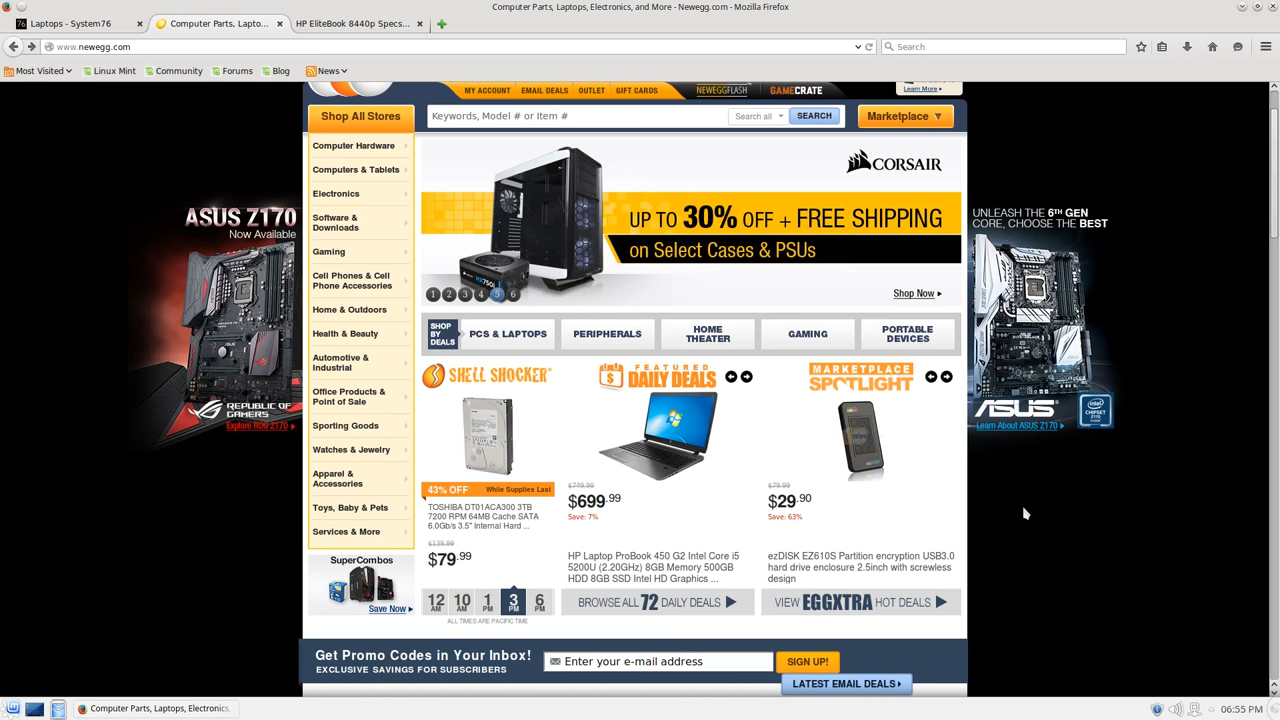 Computer Parts, Laptops, Electronics, and More - Newegg.com - Mozilla Firefox
Laptops - System76
Computer Parts, Lapto...
HP EliteBook 8440p Specs...
www.newegg.com
Search
Most Visited
Linux Mint
Community
Forums
Blog
News
MY ACCOUNT
EMAIL DEALS
OUTLET
GIFT CARDS
NEWEGGFLASH
GAMECRATE
Learn More
Shop All Stores
Keywords, Model # or Item #
Search all
SEARCH
Marketplace
Computer Hardware
Computers & Tablets
Electronics
Software &
Downloads
Gaming
Cell Phones & Cell
Phone Accessories
Home & Outdoors
Health & Beauty
Automotive &
Industrial
Office Products &
Point of Sale
Sporting Goods
Watches & Jewelry
Apparel &
Accessories
Toys, Baby & Pets
Services & More
SuperCombos
Save Now
ASUS Z170
Now Available
REPUBLIC OF
GAMERS
Explore ROG Z170
CORSAIR
UP TO 30% OFF + FREE SHIPPING
on Select Cases & PSUs
HX750i
1 2 3 4 5 6
Shop Now
UNLEASH THE 6TH GEN
CORE, CHOOSE THE BEST
ASUS
Learn About ASUS Z170
intel
CHIPSET
Z170
SHOP
BY
DEALS
PCS & LAPTOPS
PERIPHERALS
HOME
THEATER
GAMING
PORTABLE
DEVICES
SHELL SHOCKER
43% OFF
While Supplies Last
TOSHIBA DT01ACA300 3TB
7200 RPM 64MB Cache SATA
6.0Gb/s 3.5" Internal Hard ...
$139.99
$79.99
12 AM
10 AM
1 PM
3 PM
6 PM
ALL TIMES ARE PACIFIC TIME
FEATURED
DAILY DEALS
$749.99
$699.99
Save: 7%
HP Laptop ProBook 450 G2 Intel Core i5
5200U (2.20GHz) 8GB Memory 500GB
HDD 8GB SSD Intel HD Graphics ...
BROWSE ALL 72 DAILY DEALS
MARKETPLACE
SPOTLIGHT
$79.99
$29.90
Save: 63%
ezDISK EZ610S Partition encryption USB3.0
hard drive enclosure 2.5inch with screwless
design
VIEW EGGXTRA HOT DEALS
Get Promo Codes in Your Inbox!
EXCLUSIVE SAVINGS FOR SUBSCRIBERS
Enter your e-mail address
SIGN UP!
LATEST EMAIL DEALS
Computer Parts, Laptops, Electronics,
06:55 PM